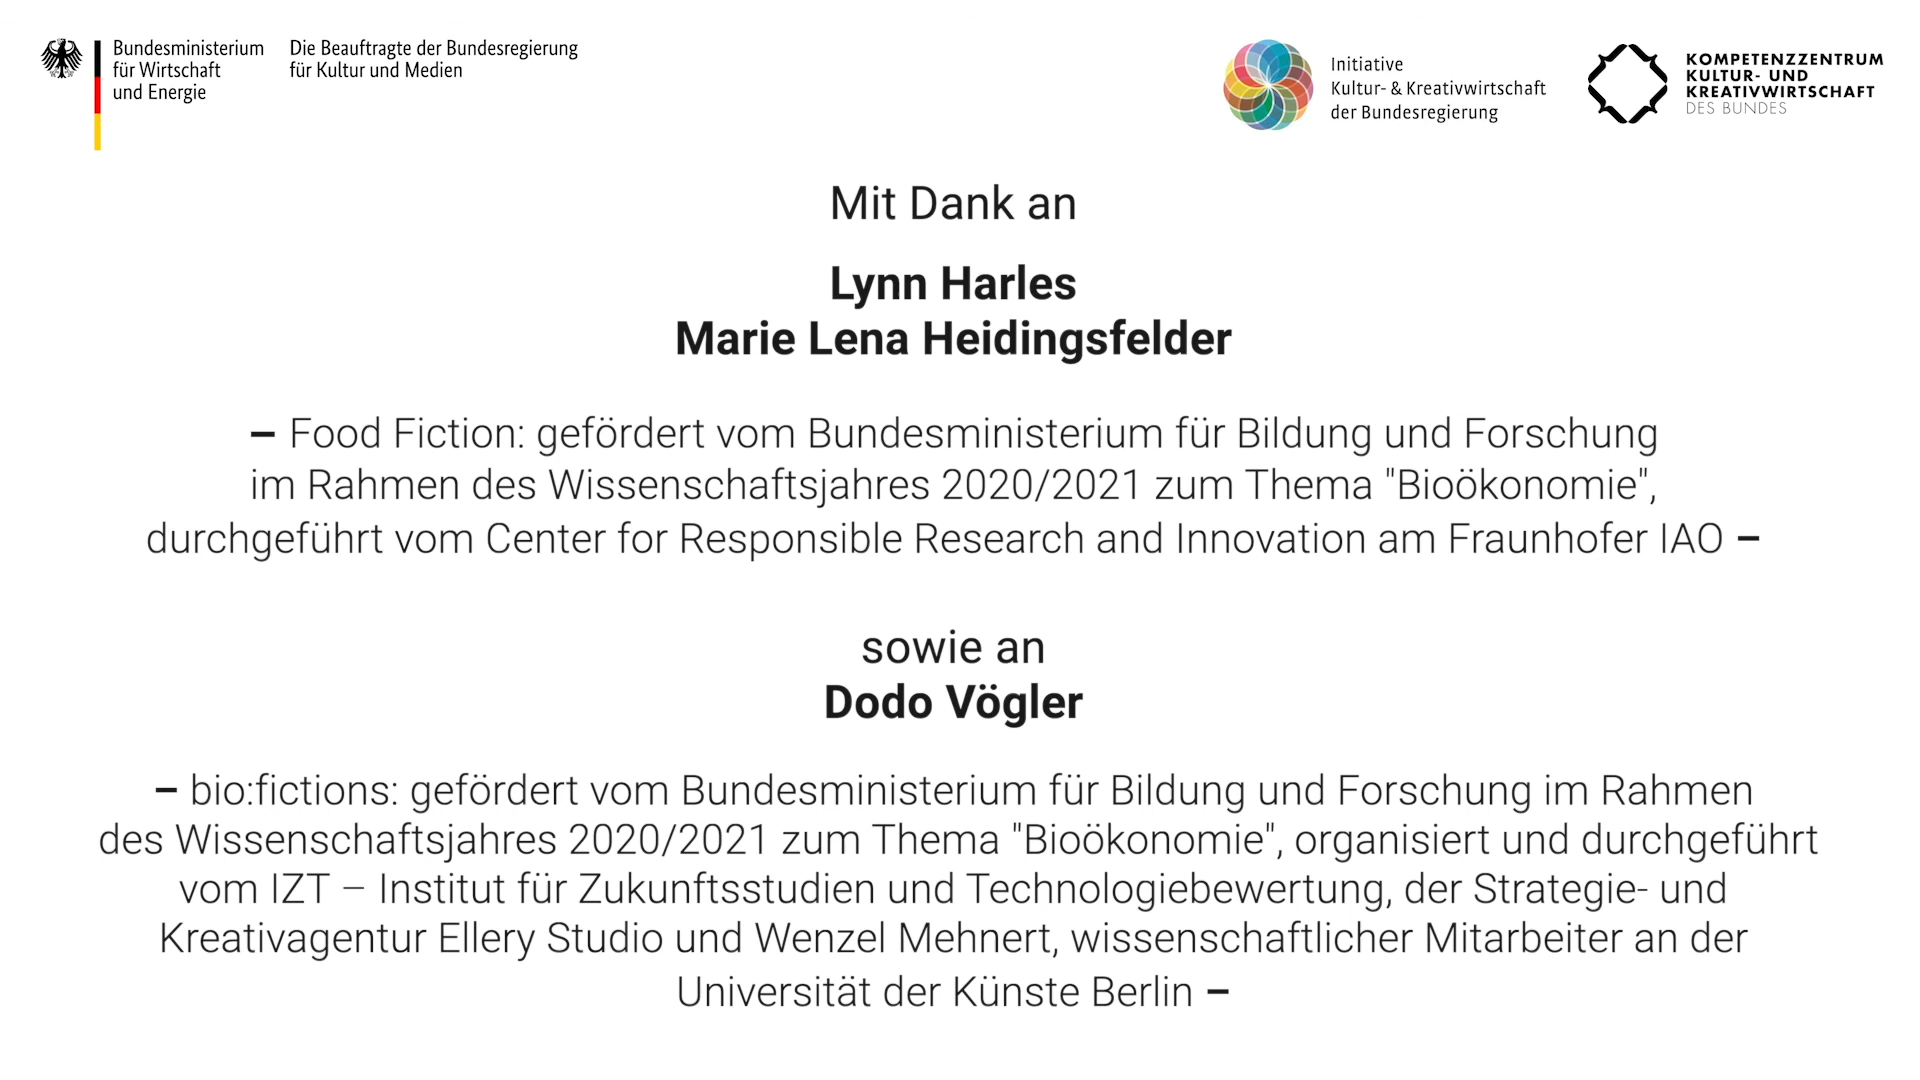 Bundesministerium
für Wirtschaft
und Energie
Die Beauftragte der Bundesregierung
für Kultur und Medien
Initiative
Kultur- & Kreativwirtschaft
der Bundesregierung
KOMPETENZZENTRUM
KULTUR- UND
KREATIVWIRTSCHAFT
DES BUNDES
Mit Dank an
Lynn Harles
Marie Lena Heidingsfelder
– Food Fiction: gefördert vom Bundesministerium für Bildung und Forschung
im Rahmen des Wissenschaftsjahres 2020/2021 zum Thema "Bioökonomie",
durchgeführt vom Center for Responsible Research and Innovation am Fraunhofer IAO –
sowie an
Dodo Vögler
– bio:fictions: gefördert vom Bundesministerium für Bildung und Forschung im Rahmen
des Wissenschaftsjahres 2020/2021 zum Thema "Bioökonomie", organisiert und durchgeführt
vom IZT – Institut für Zukunftsstudien und Technologiebewertung, der Strategie- und
Kreativagentur Ellery Studio und Wenzel Mehnert, wissenschaftlicher Mitarbeiter an der
Universität der Künste Berlin –